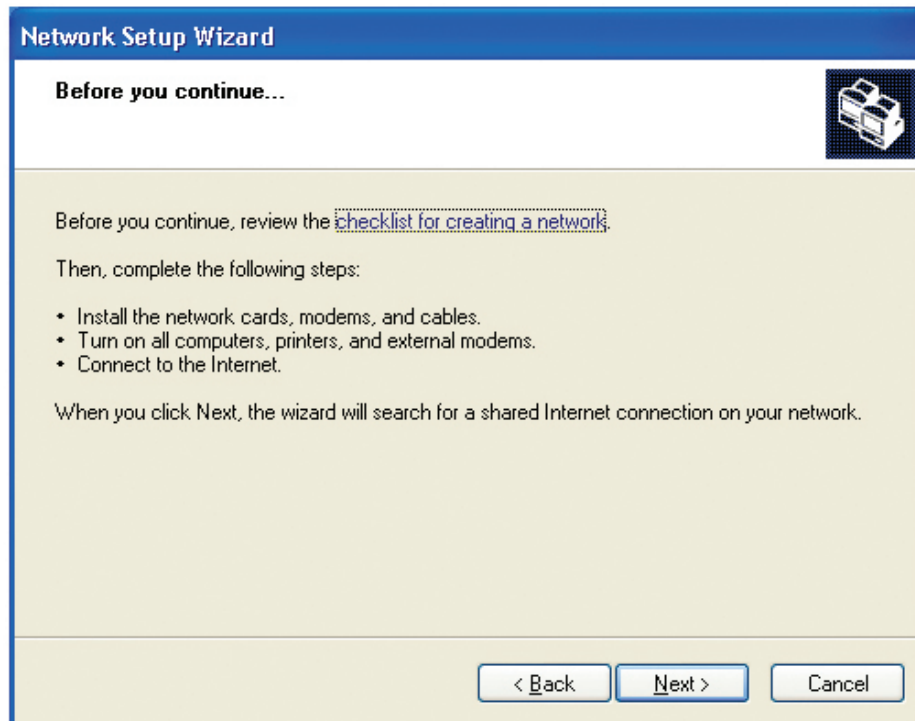 Network Setup Wizard
Before you continue...
Before you continue, review the checklist for creating a network.
Then, complete the following steps:
• Install the network cards, modems, and cables.
• Turn on all computers, printers, and external modems.
• Connect to the Internet.
When you click Next, the wizard will search for a shared Internet connection on your network.
< Back Next > Cancel